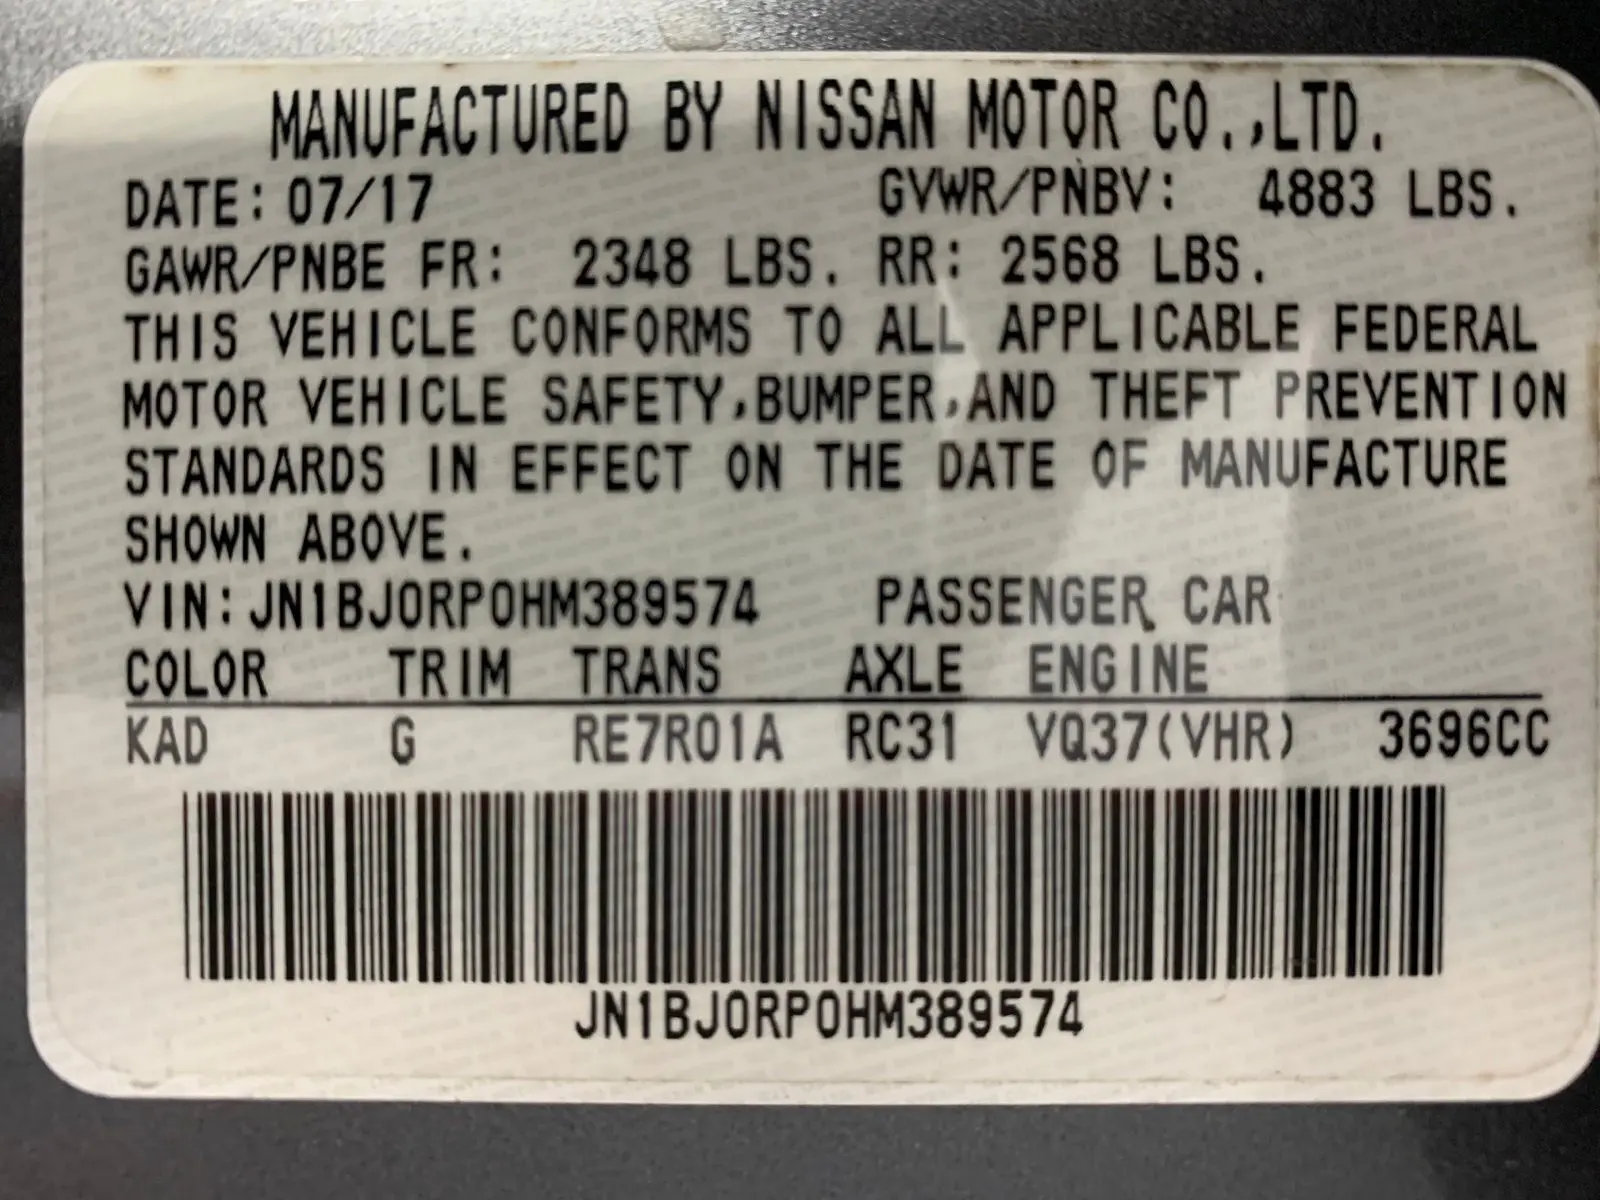 MANUFACTURED BY NISSAN MOTOR CO.,LTD.
DATE: 07/17 GVWR/PNBV: 4883 LBS.
GAWR/PNBE FR: 2348 LBS. RR: 2568 LBS.
THIS VEHICLE CONFORMS TO ALL APPLICABLE FEDERAL
MOTOR VEHICLE SAFETY,BUMPER,AND THEFT PREVENTION
STANDARDS IN EFFECT ON THE DATE OF MANUFACTURE
SHOWN ABOVE.
VIN:JN1BJ0RP0HM389574 PASSENGER CAR
COLOR TRIM TRANS AXLE ENGINE
KAD G RE7R01A RC31 VQ37(VHR) 3696CC
JN1BJ0RP0HM389574